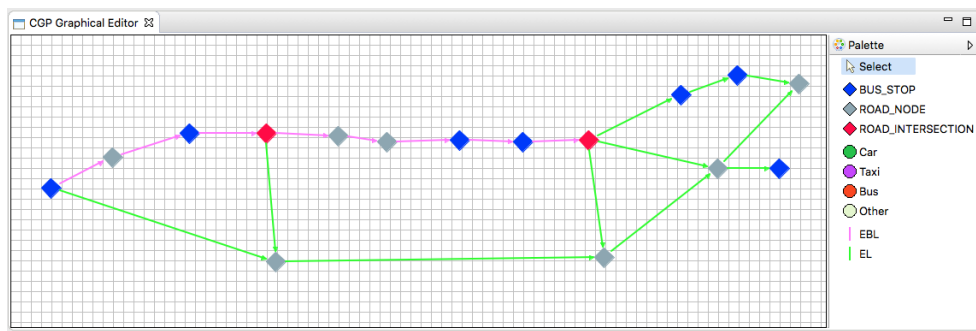 CGP Graphical Editor
Palette
Select
BUS_STOP
ROAD_NODE
ROAD_INTERSECTION
Car
Taxi
Bus
Other
EBL
EL